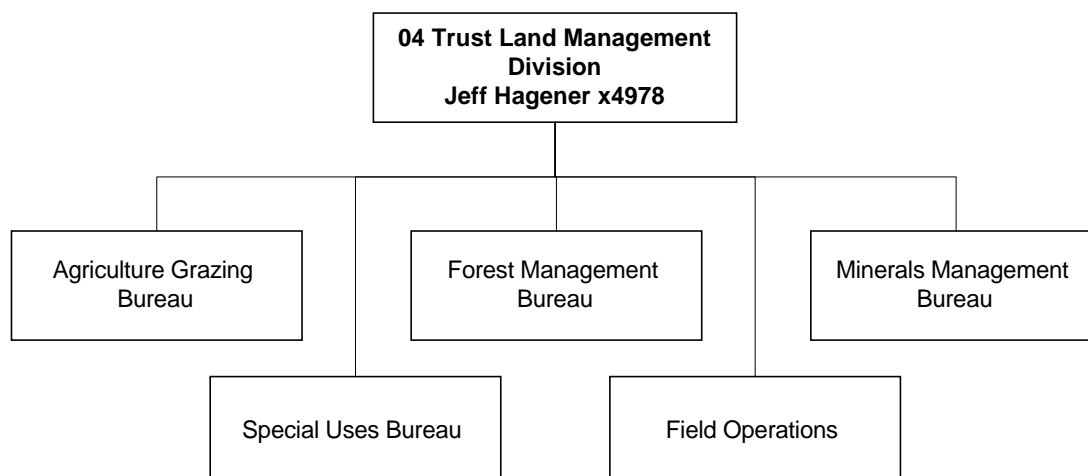 04 Trust Land Management
Division
Jeff Hagener x4978
Agriculture Grazing
Bureau
Forest Management
Bureau
Minerals Management
Bureau
Special Uses Bureau
Field Operations